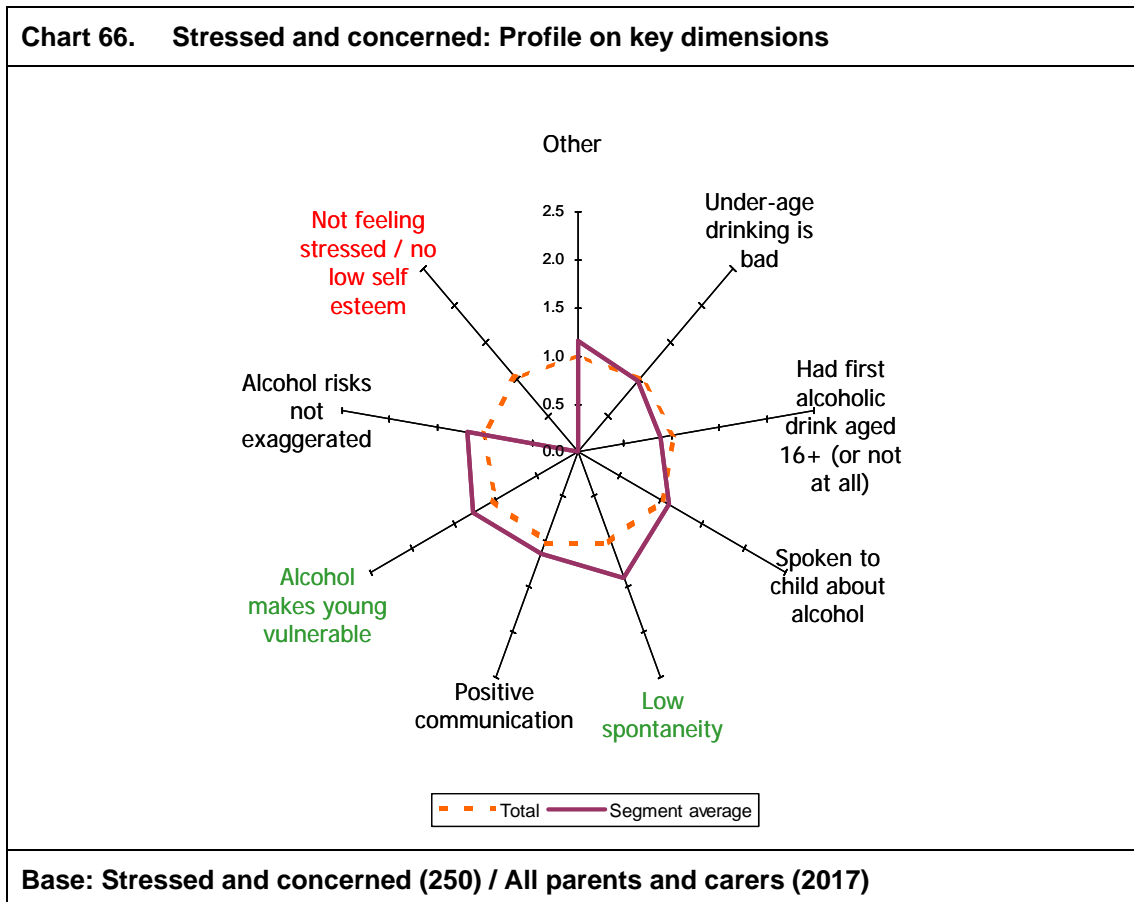 Chart 66. Stressed and concerned: Profile on key dimensions
Other
Under-age
drinking is
bad
Had first
alcoholic
drink aged
16+ (or not
at all)
Spoken to
child about
alcohol
Low
spontaneity
Positive
communication
Alcohol
makes young
vulnerable
Alcohol risks
not
exaggerated
Not feeling
stressed / no
low self
esteem
2.5
2.0
1.5
1.0
0.5
0.0
Total Segment average
Base: Stressed and concerned (250) / All parents and carers (2017)